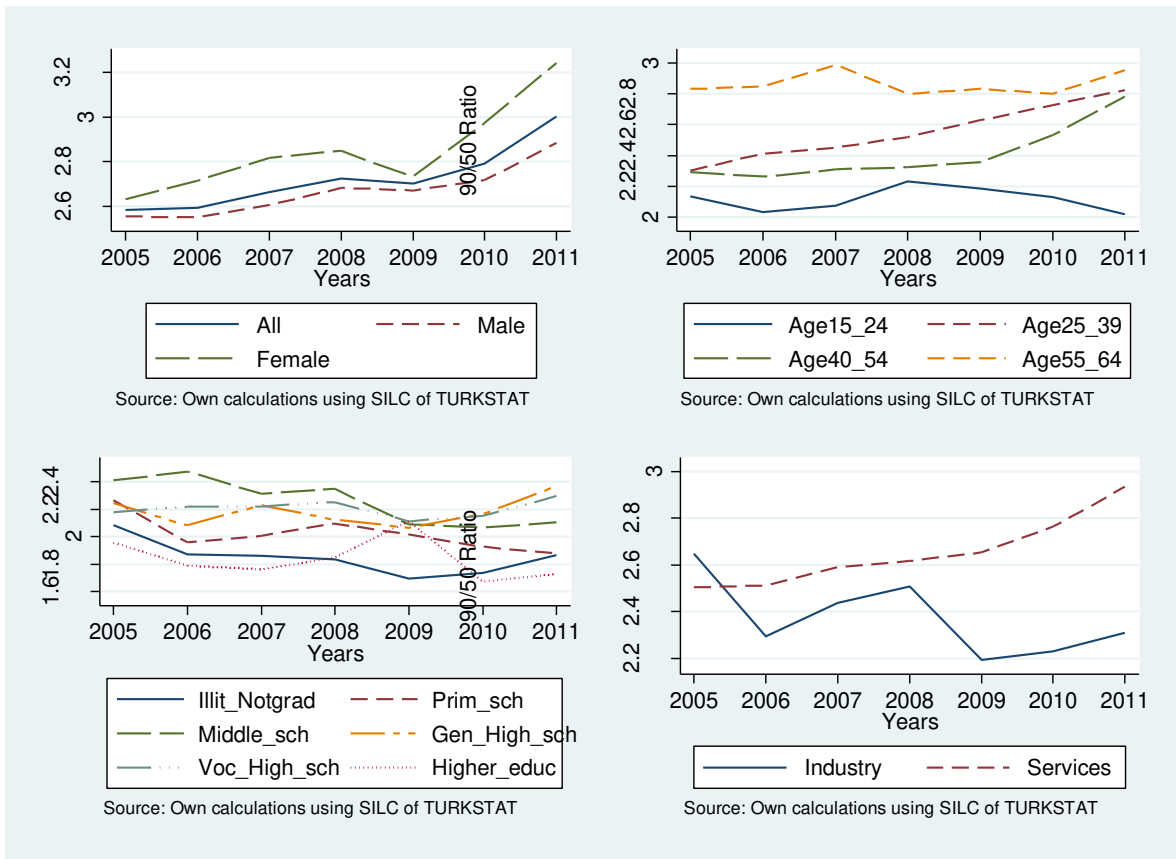 3.2
3
2.8
2.6
2005 2006 2007 2008 2009 2010 2011
Years
All Male
Female
Source: Own calculations using SILC of TURKSTAT
90/50 Ratio
3
2.22.42.62.8
2
2005 2006 2007 2008 2009 2010 2011
Years
Age15_24 Age25_39
Age40_54 Age55_64
Source: Own calculations using SILC of TURKSTAT
2.22.4
2
1.61.8
2005 2006 2007 2008 2009 2010 2011
Years
Illit_Notgrad Prim_sch
Middle_sch Gen_High_sch
Voc_High_sch Higher_educ
Source: Own calculations using SILC of TURKSTAT
90/50 Ratio
3
2.8
2.6
2.4
2.2
2005 2006 2007 2008 2009 2010 2011
Years
Industry Services
Source: Own calculations using SILC of TURKSTAT